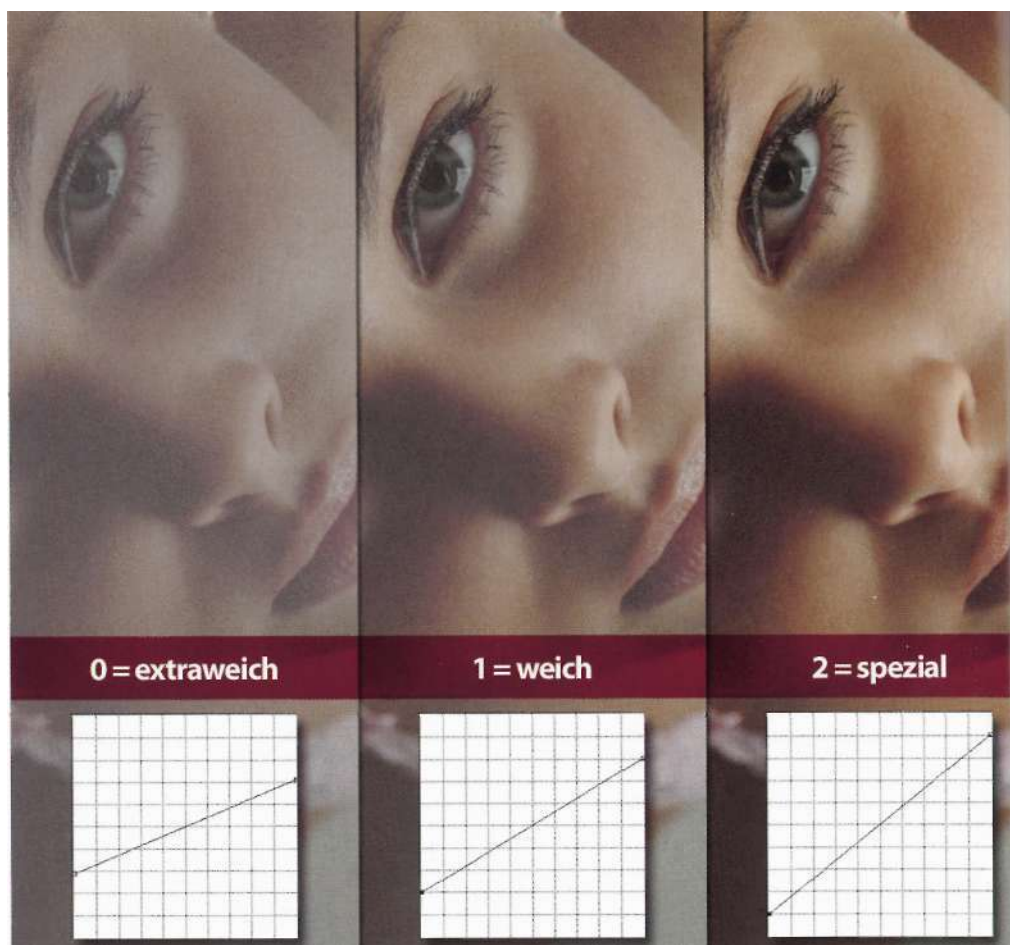 0 = extraweich
1 = weich
2 = spezial